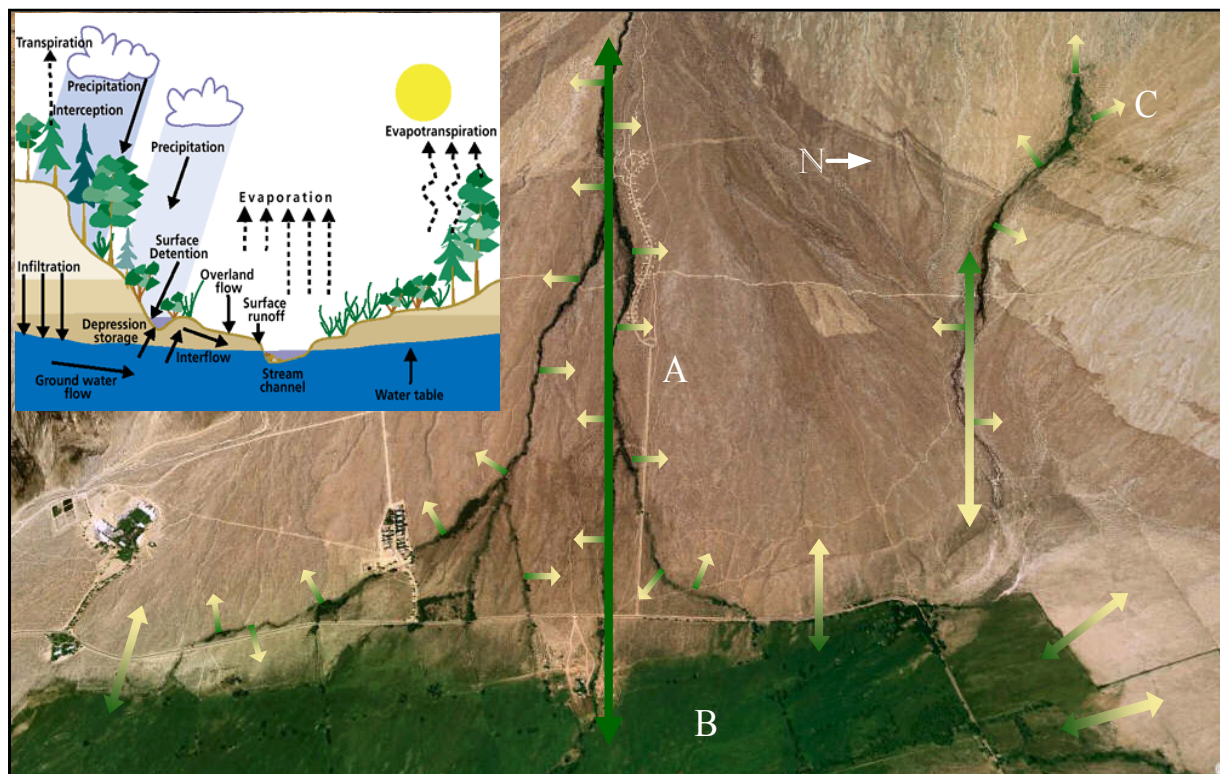 Transpiration
Precipitation
Interception
Precipitation
Evapotranspiration
Evaporation
Surface
Detention
Infiltration
Overland
flow
Surface
runoff
Depression
storage
Interflow
Ground water
flow
Stream
channel
Water table
N
A
B
C